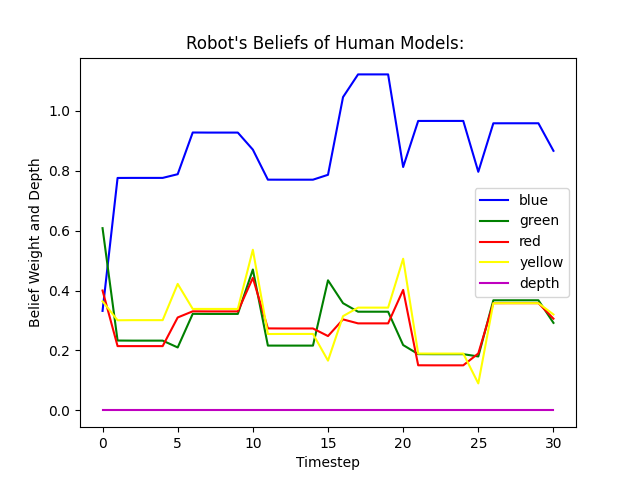 Robot's Beliefs of Human Models:
Belief Weight and Depth
1.0
0.8
0.6
0.4
0.2
0.0
blue
green
red
yellow
depth
0 5 10 15 20 25 30
Timestep